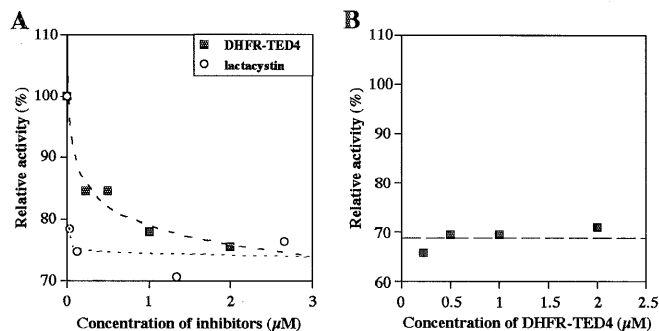 A
110
100
90
80
70
Relative activity (%)
0
1
2
3
Concentration of inhibitors (µM)
DHFR-TED4
lactacystin
B
110
100
90
80
70
60
Relative activity (%)
0
0.5
1
1.5
2
2.5
Concentration of DHFR-TED4 (µM)